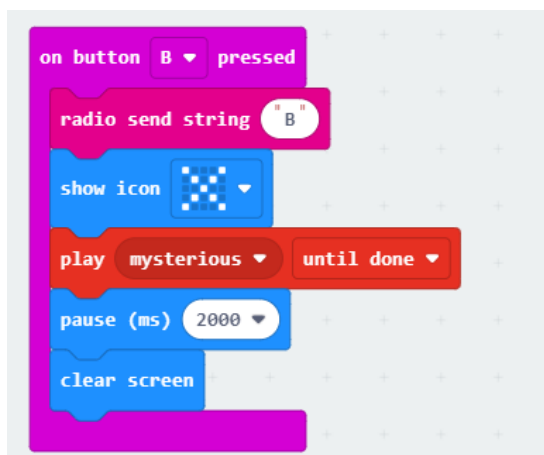 on button B pressed
radio send string "B"
show icon
play mysterious until done
pause (ms) 2000
clear screen